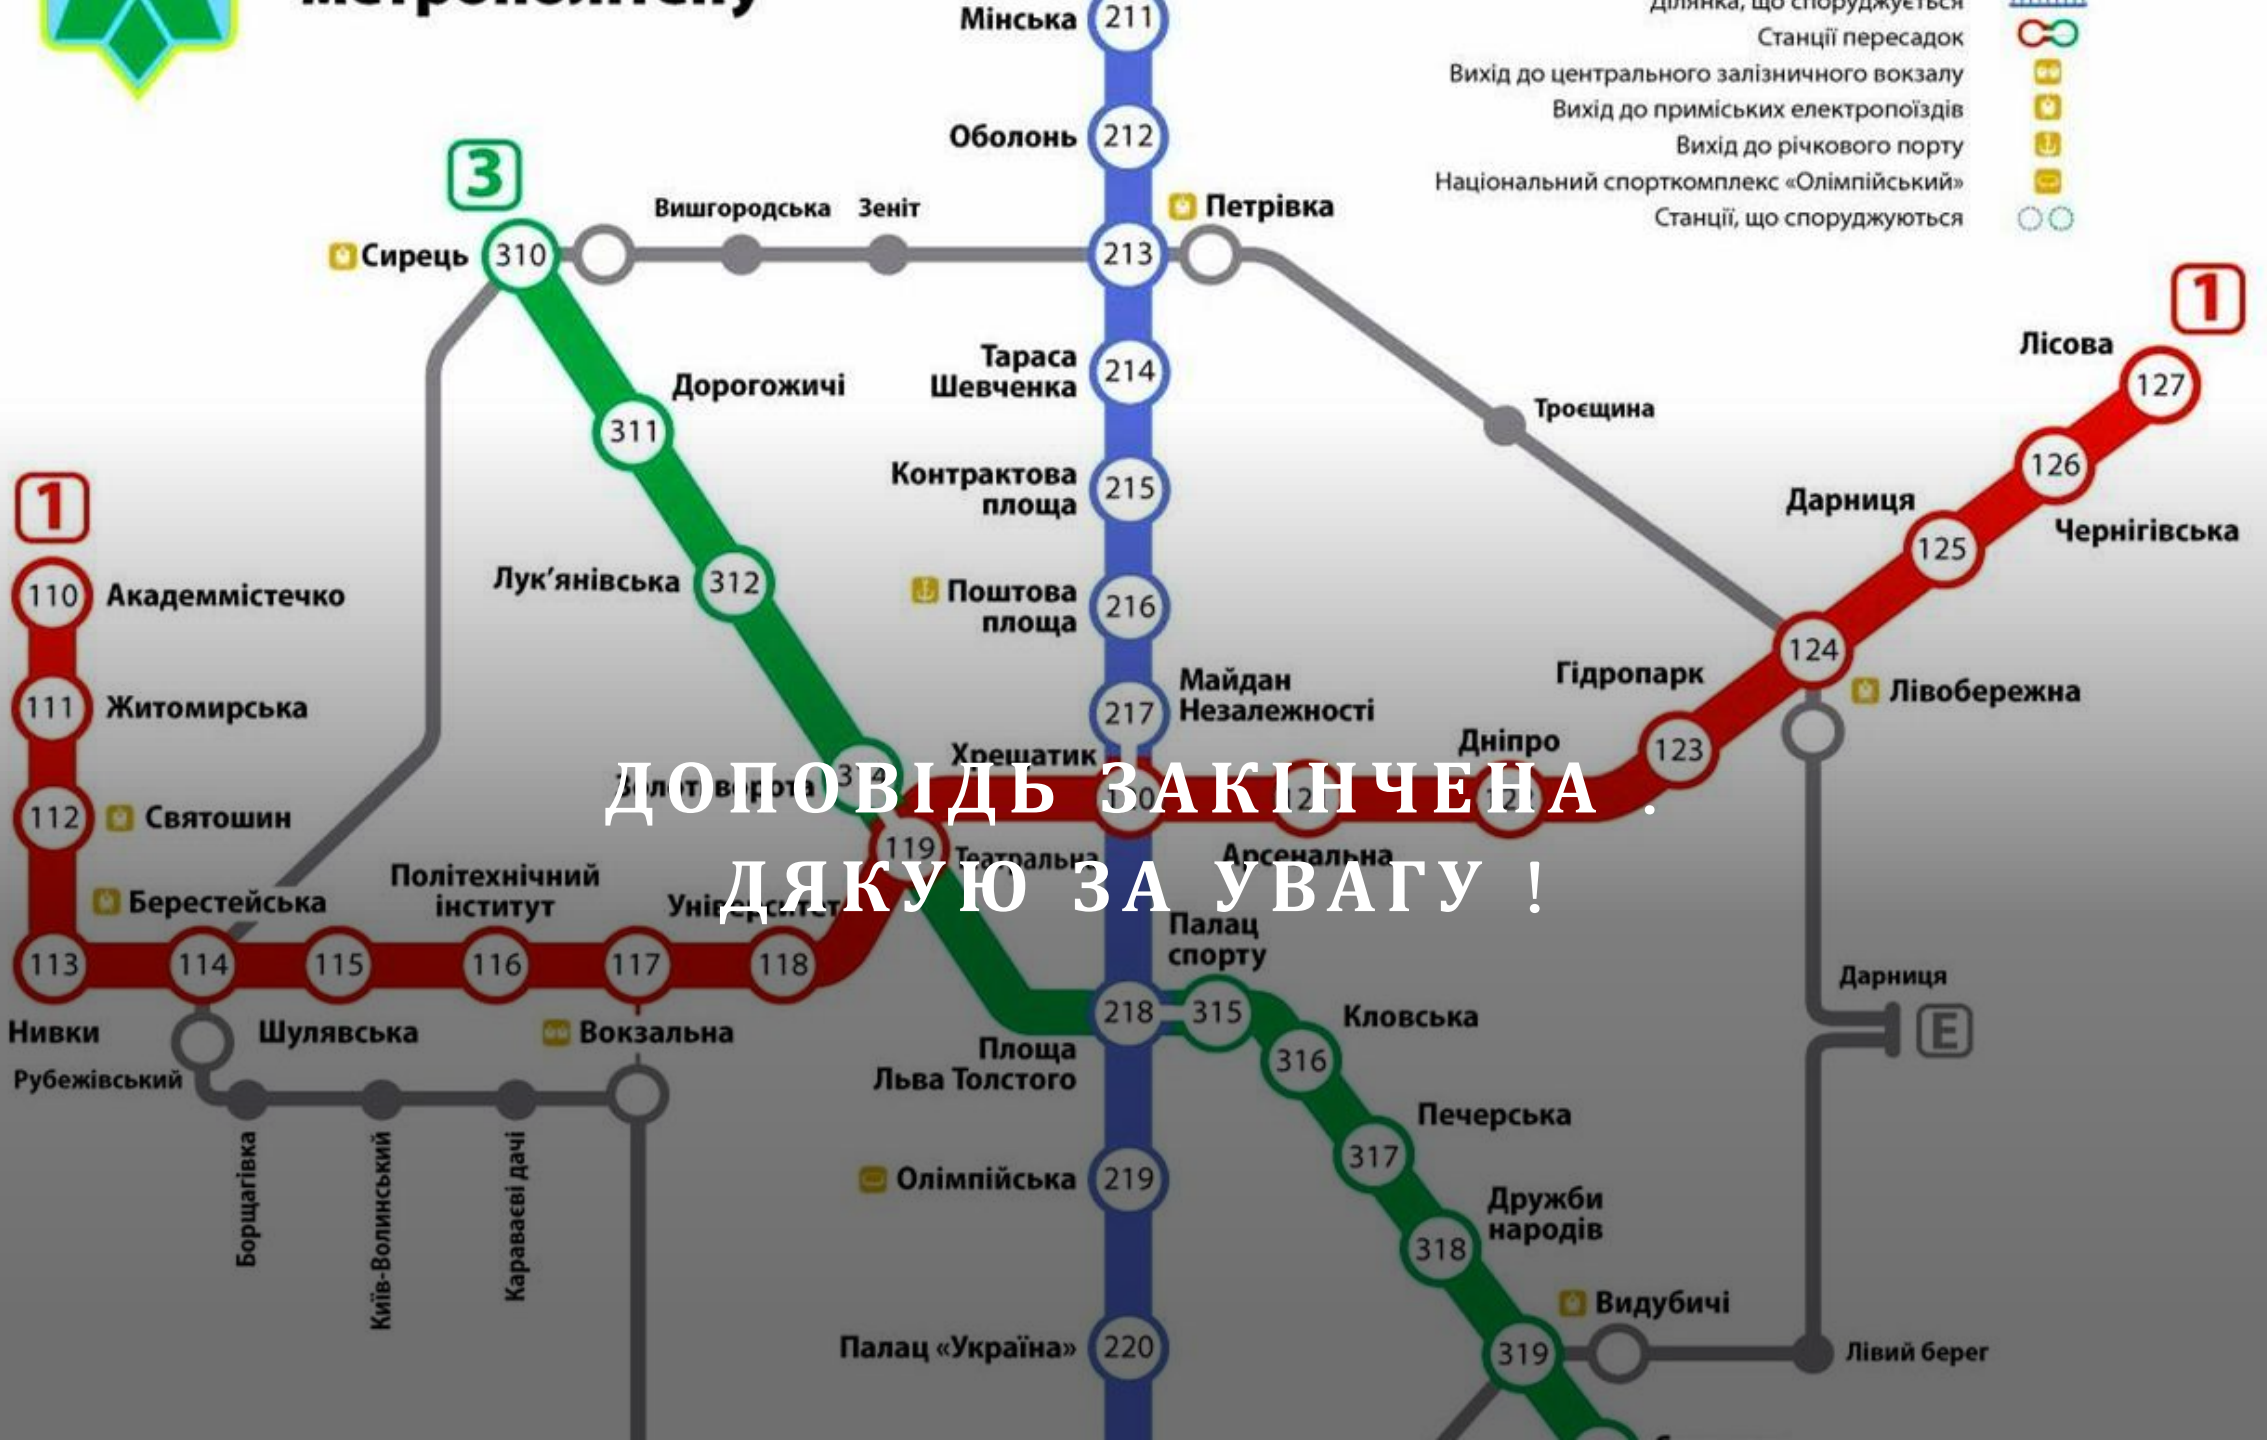 метрополітену
Мінська
211
Ділянка, що споруджується
Станції пересадок
Вихід до центрального залізничного вокзалу
Вихід до приміських електропоїздів
Вихід до річкового порту
Національний спорткомплекс «Олімпійський»
Станції, що споруджуються
Оболонь
212
3
Вишгородська
Зеніт
Петрівка
Сирець
310
213
1
Лісова
127
Тараса
Шевченка
214
Дорогожичі
311
Троєщина
126
Чернігівська
Контрактова
площа
215
Дарниця
125
1
110
Академмістечко
Лук’янівська
312
Поштова
площа
216
124
Лівобережна
Гідропарк
123
111
Житомирська
Майдан
Незалежності
217
Хрещатик
Дніпро
112
Святошин
ДОПОВІДЬ ЗАКІНЧЕНА .
ДЯКУЮ ЗА УВАГУ !
119
Театральна
Арсенальна
Берестейська
Політехнічний
інститут
Університет
Палац
спорту
113
114
115
116
117
118
Нивки
Шулявська
Вокзальна
Рубежівський
Борщагівка
Київ-Волинський
Караваєві дачі
218
315
Площа
Льва Толстого
Кловська
316
Дарниця
E
Печерська
317
Олімпійська
219
Дружби
народів
318
Видубичі
319
Лівий берег
Палац «Україна»
220